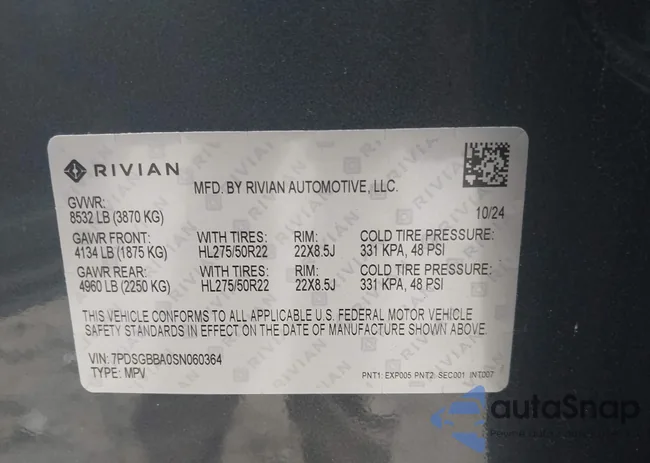 RIVIAN
MFD. BY RIVIAN AUTOMOTIVE, LLC.
GVWR:
8532 LB (3870 KG)
10/24
GAWR FRONT: WITH TIRES: RIM: COLD TIRE PRESSURE:
4134 LB (1875 KG) HL275/50R22 22X8.5J 331 KPA, 48 PSI
GAWR REAR: WITH TIRES: RIM: COLD TIRE PRESSURE:
4960 LB (2250 KG) HL275/50R22 22X8.5J 331 KPA, 48 PSI
THIS VEHICLE CONFORMS TO ALL APPLICABLE U.S. FEDERAL MOTOR VEHICLE
SAFETY STANDARDS IN EFFECT ON THE DATE OF MANUFACTURE SHOWN ABOVE.
VIN: 7PDSGBBA0SN060364
TYPE: MPV
PNT1: EXP005 PNT2: SEC001 INT007
autaSnap